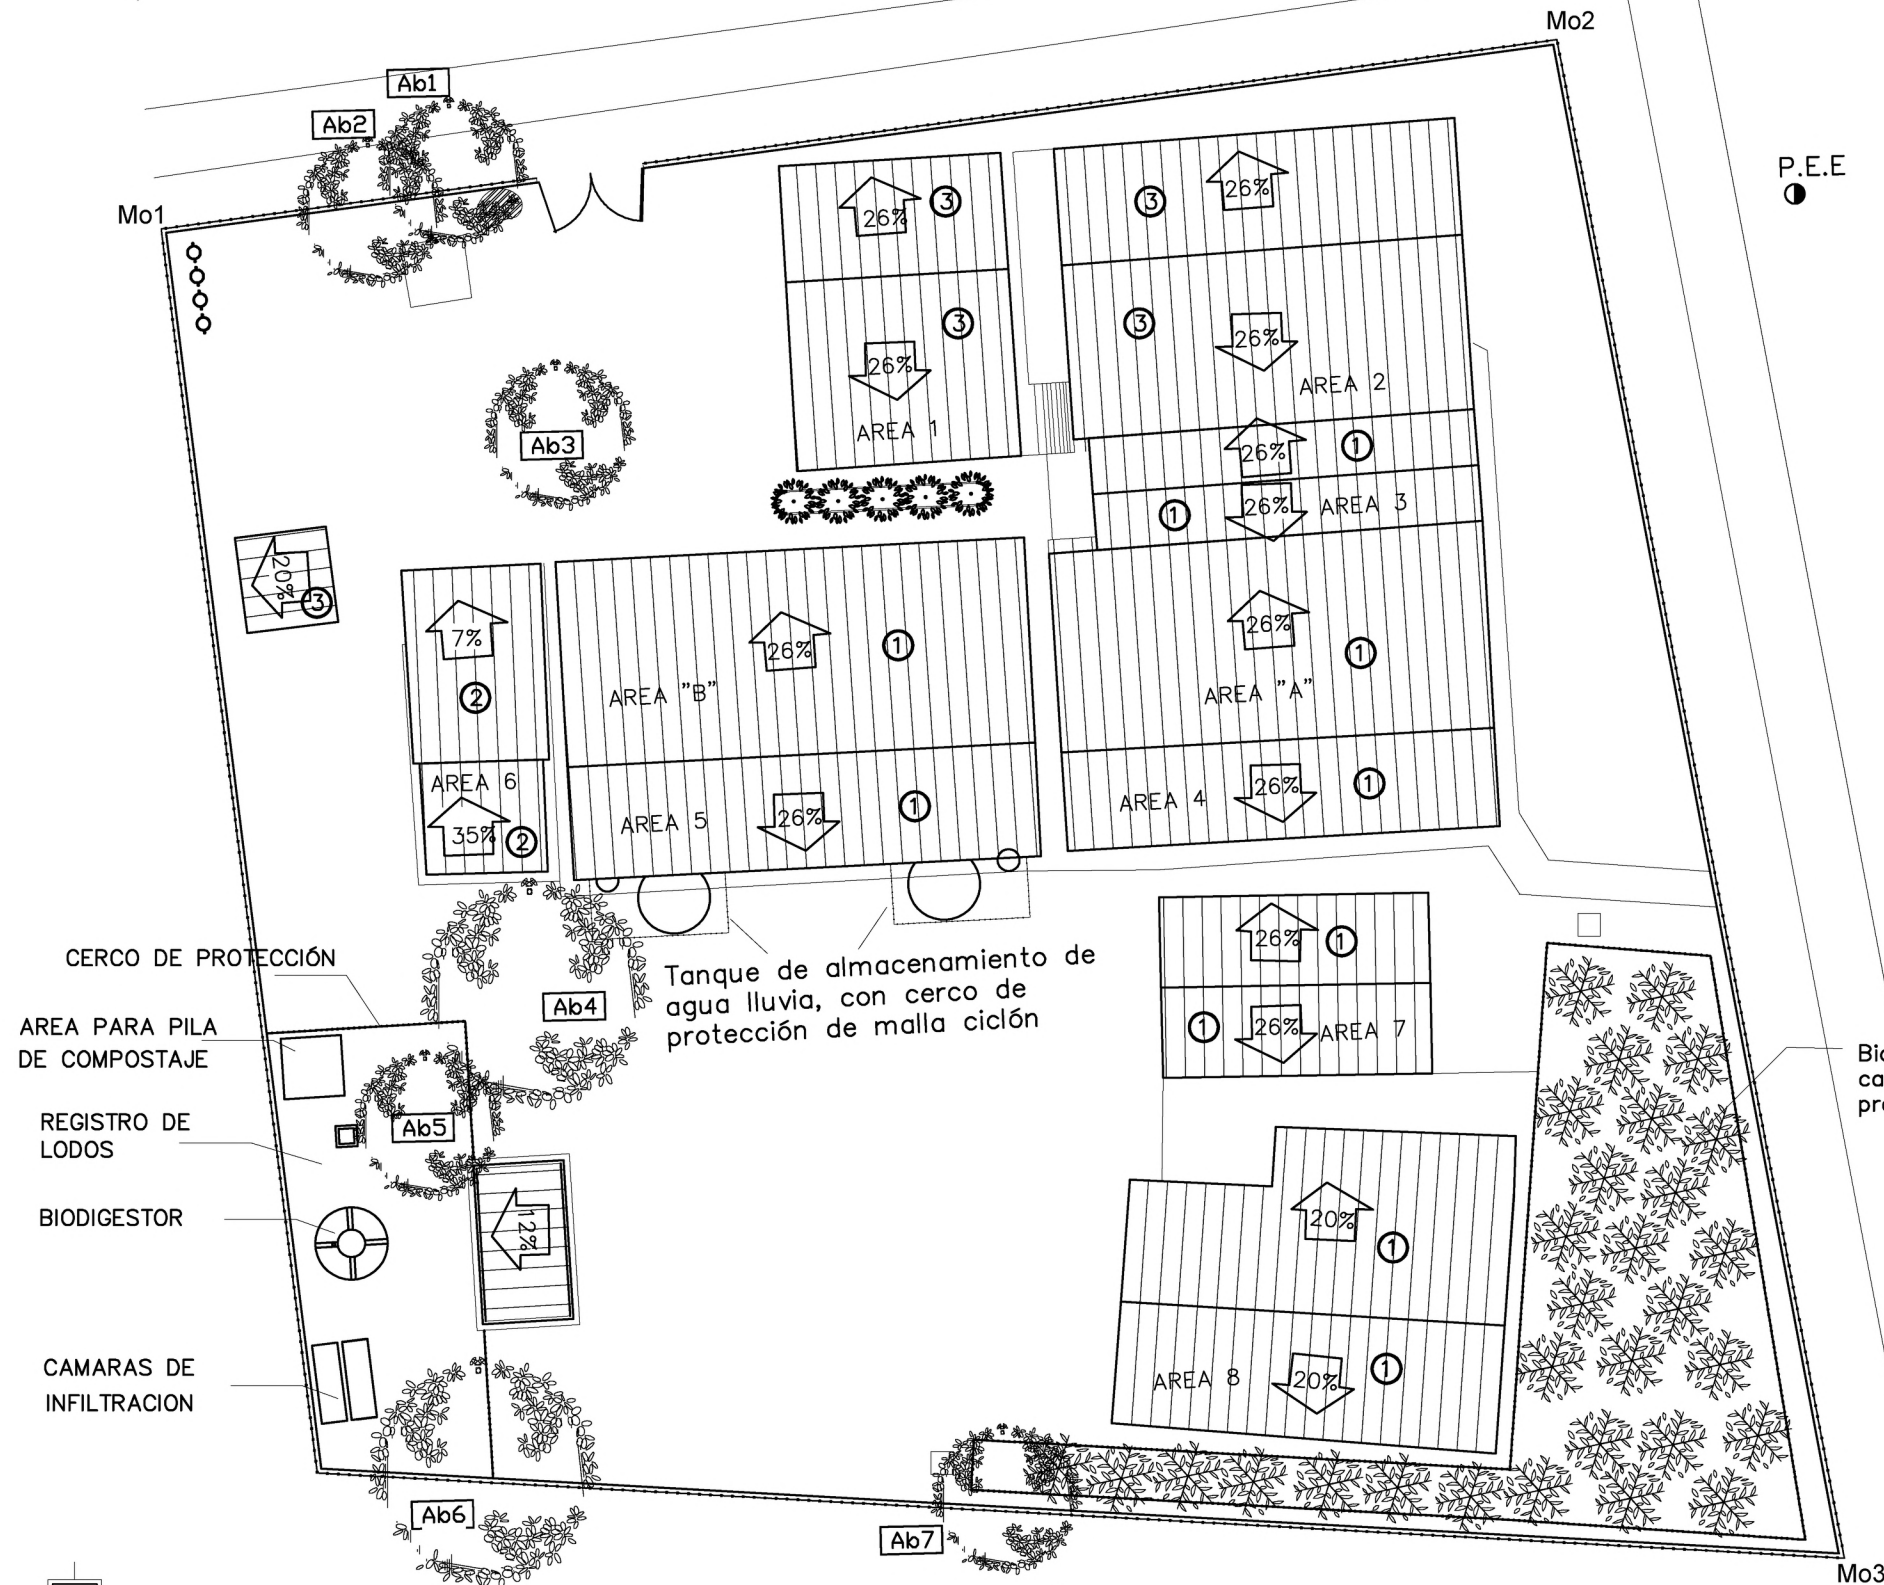 Mo2
Ab1
Ab2
P.E.E
Mo1
3
26%
3
26%
3
3
26%
26%
AREA 2
AREA 1
26%
1
Ab3
1
26%
AREA 3
20%
3
7%
26%
1
26%
1
2
AREA "B"
AREA "A"
AREA 6
26%
1
AREA 4
35%
2
AREA 5
26%
1
26%
1
CERCO DE PROTECCIÓN
Tanque de almacenamiento de
agua lluvia, con cerco de
protección de malla ciclón
Ab4
1
26%
AREA 7
AREA PARA PILA
DE COMPOSTAJE
Ab5
REGISTRO DE
LODOS
BIODIGESTOR
12%
20%
1
CAMARAS DE
INFILTRACION
AREA 8
20%
1
Ab6
Ab7
Mo3